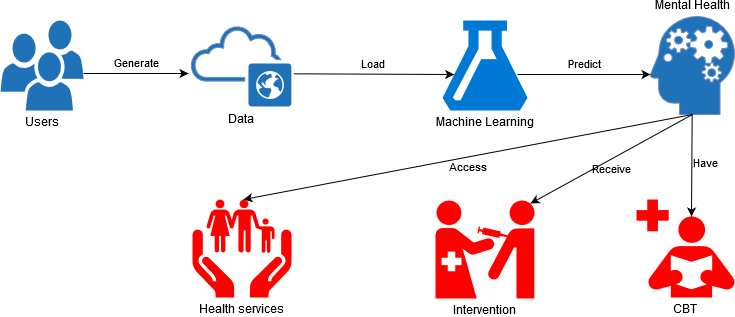 Mental Health
Generate
Load
Predict
Users
Data
Machine Learning
Access
Receive
Have
Health services
Intervention
CBT